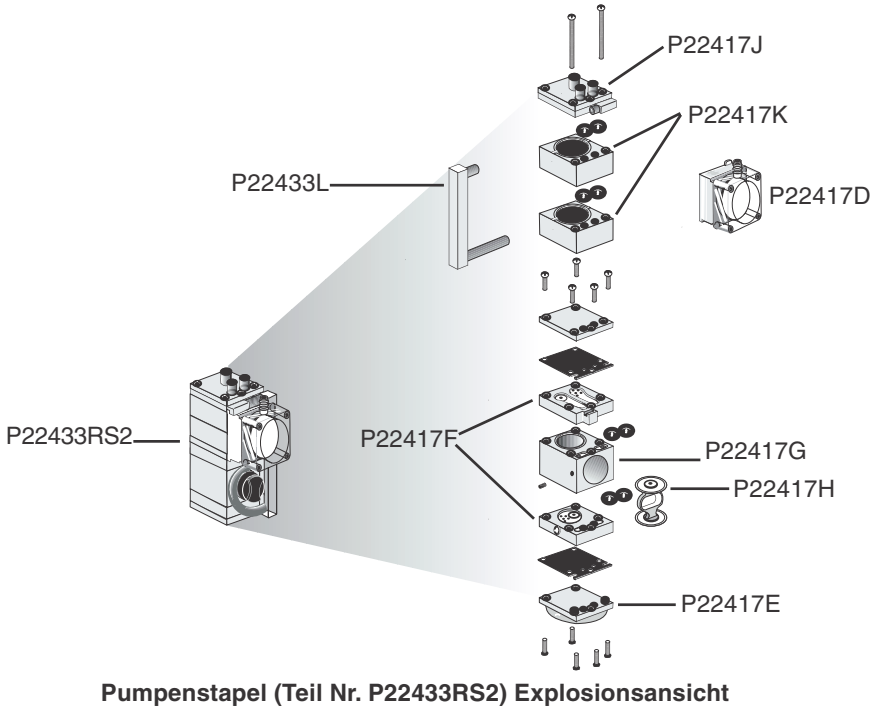 P22417J
P22417K
P22433L
P22417D
P22433RS2
P22417F
P22417G
P22417H
P22417E
Pumpenstapel (Teil Nr. P22433RS2) Explosionsansicht